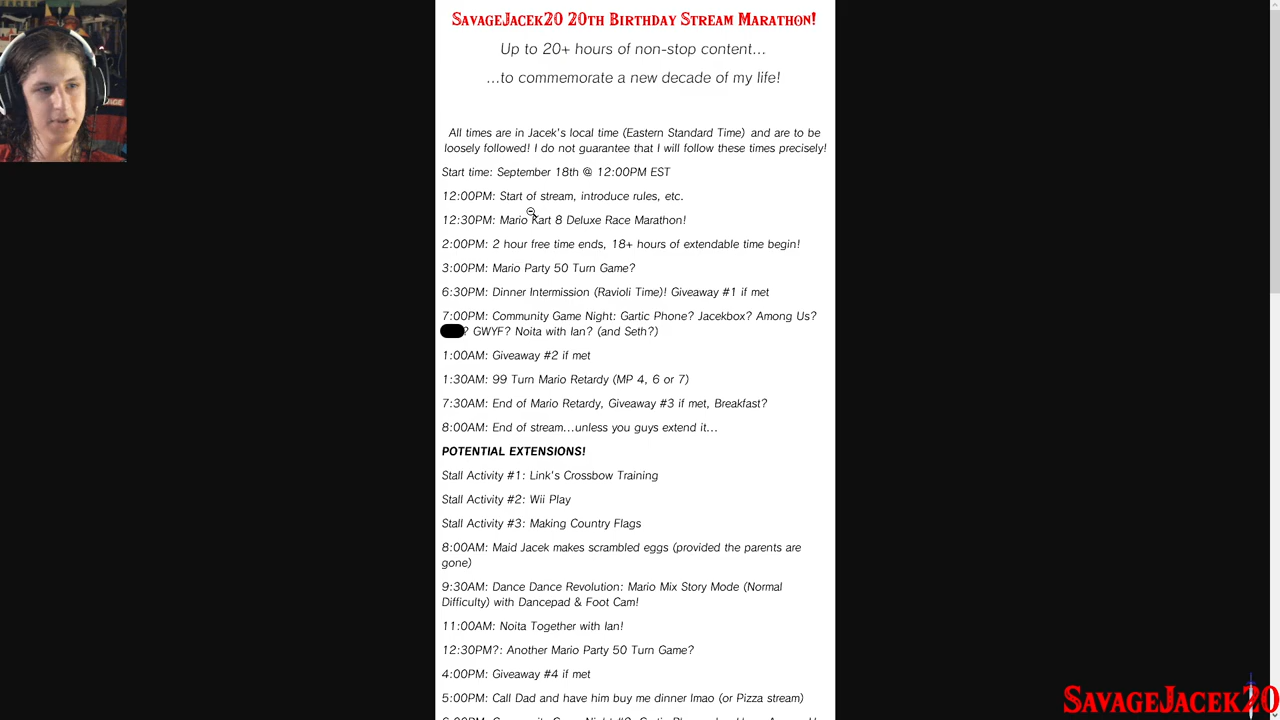 SavageJacek20 20th Birthday Stream Marathon!
Up to 20+ hours of non-stop content...
...to commemorate a new decade of my life!
All times are in Jacek's local time (Eastern Standard Time) and are to be
loosely followed! I do not guarantee that I will follow these times precisely!
Start time: September 18th @ 12:00PM EST
12:00PM: Start of stream, introduce rules, etc.
12:30PM: Mario Kart 8 Deluxe Race Marathon!
2:00PM: 2 hour free time ends, 18+ hours of extendable time begin!
3:00PM: Mario Party 50 Turn Game?
6:30PM: Dinner Intermission (Ravioli Time)! Giveaway #1 if met
7:00PM: Community Game Night: Gartic Phone? Jackbox? Among Us?
? GWYF? Noita with Ian? (and Seth?)
1:00AM: Giveaway #2 if met
1:30AM: 99 Turn Mario Retardy (MP 4, 6 or 7)
7:30AM: End of Mario Retardy, Giveaway #3 if met, Breakfast?
8:00AM: End of stream...unless you guys extend it...
POTENTIAL EXTENSIONS!
Stall Activity #1: Link's Crossbow Training
Stall Activity #2: Wii Play
Stall Activity #3: Making Country Flags
8:00AM: Maid Jacek makes scrambled eggs (provided the parents are
gone)
9:30AM: Dance Dance Revolution: Mario Mix Story Mode (Normal
Difficulty) with Dancepad & Foot Cam!
11:00AM: Noita Together with Ian!
12:30PM?: Another Mario Party 50 Turn Game?
4:00PM: Giveaway #4 if met
5:00PM: Call Dad and have him buy me dinner lmao (or Pizza stream)
SavageJacek20